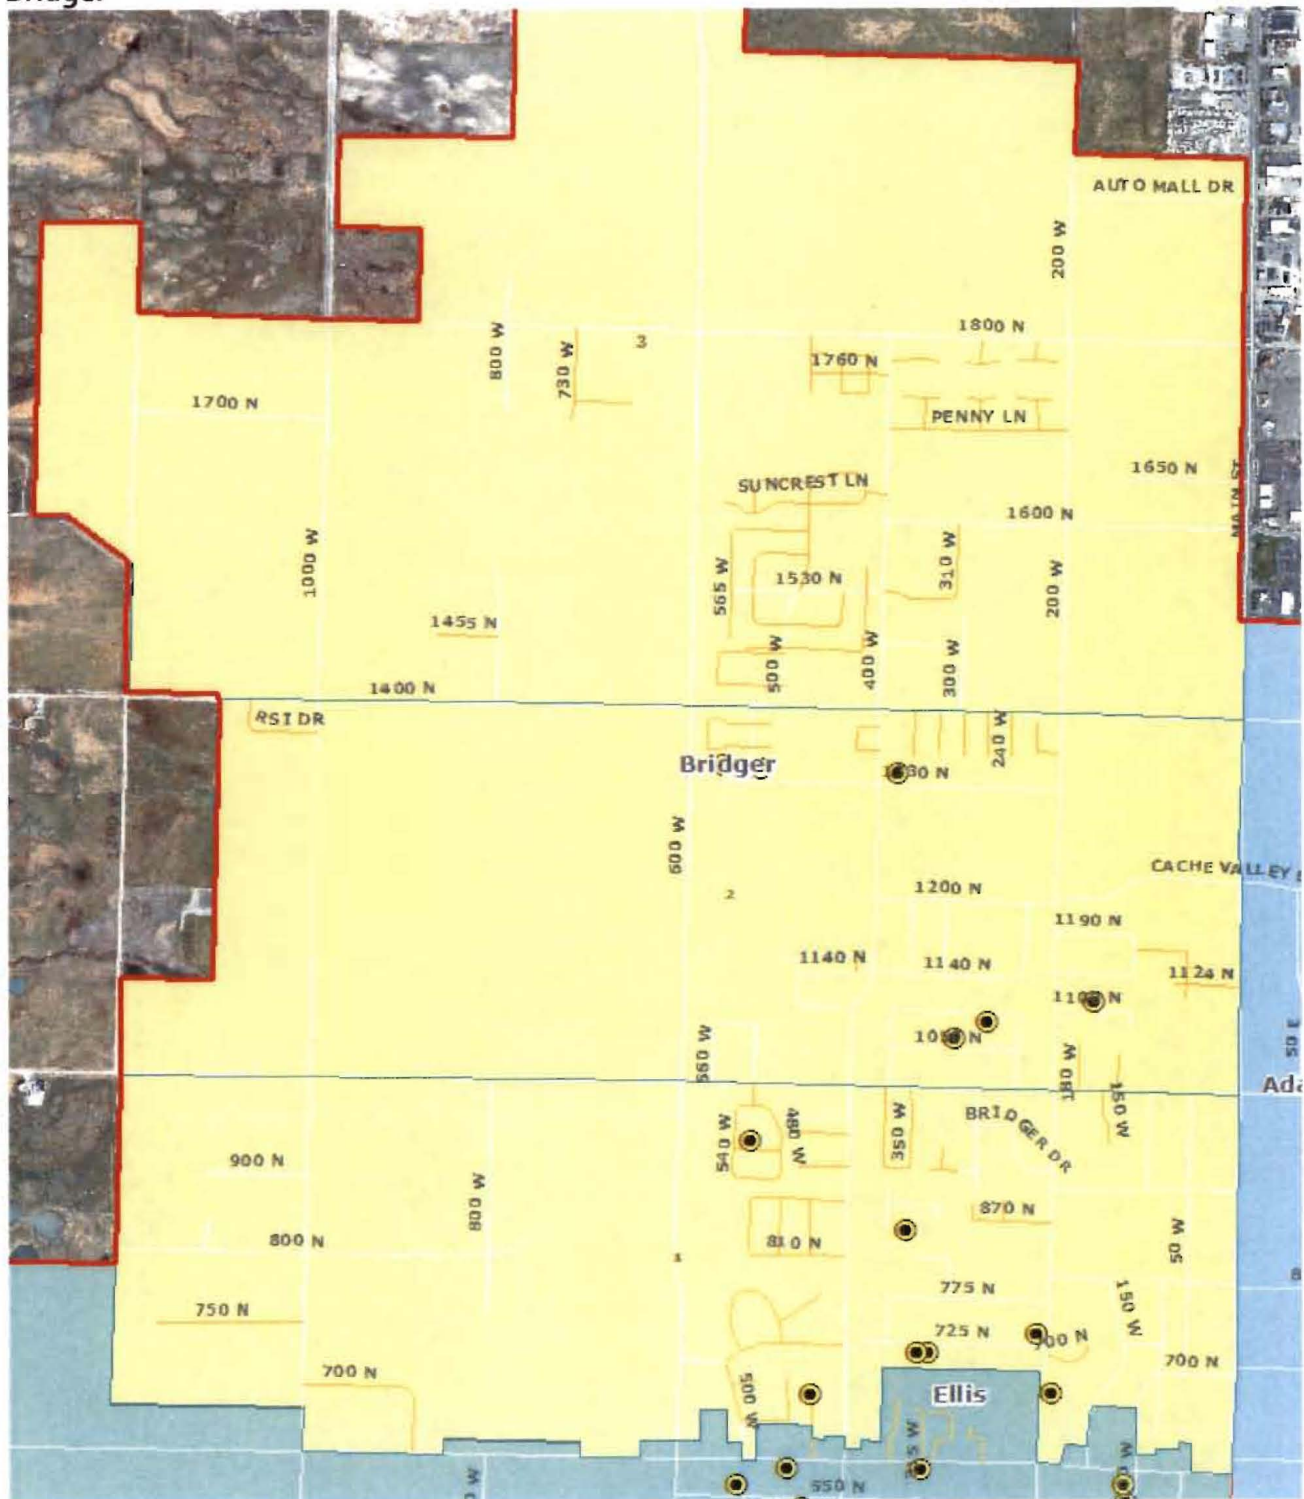 AUTO MALL DR
200 W
1800 N
3
800 W
730 W
1760 N
1700 N
PENNY LN
1650 N
MAIN ST
SUNCREST LN
1600 N
1000 W
565 W
1530 N
310 W
200 W
1455 N
500 W
400 W
300 W
1400 N
RSI DR
240 W
Bridger
600 W
CACHE VALLEY
1200 N
2
1190 N
1140 N
1140 N
1124 N
560 W
180 W
150 W
BRIDGER DR
540 W
480 W
350 W
900 N
800 W
870 N
50 W
800 N
810 N
1
775 N
150 W
750 N
725 N
700 N
700 N
500 W
Ellis
550 N